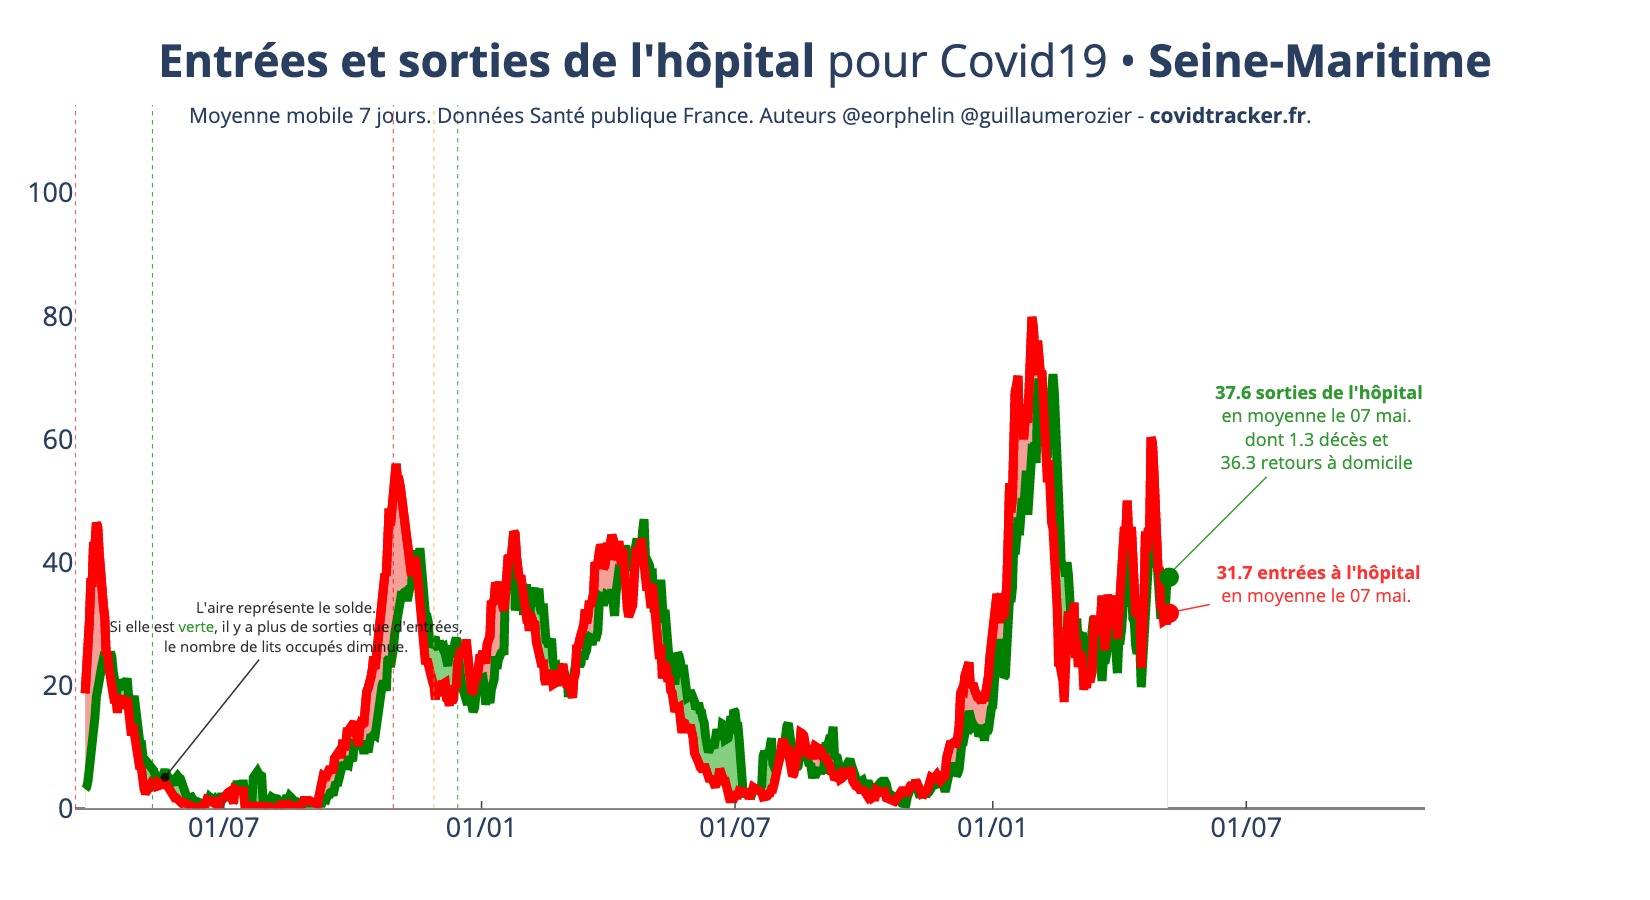 Entrées et sorties de l'hôpital pour Covid19 • Seine-Maritime
Moyenne mobile 7 jours. Données Santé publique France. Auteurs @eorphelin @guillaumerozier - covidtracker.fr.
100
80
60
40
20
0
37.6 sorties de l'hôpital
en moyenne le 07 mai.
dont 1.3 décès et
36.3 retours à domicile
31.7 entrées à l'hôpital
en moyenne le 07 mai.
L'aire représente le solde.
Si elle est verte, il y a plus de sorties que d'entrées,
le nombre de lits occupés diminue.
01/07
01/01
01/07
01/01
01/07